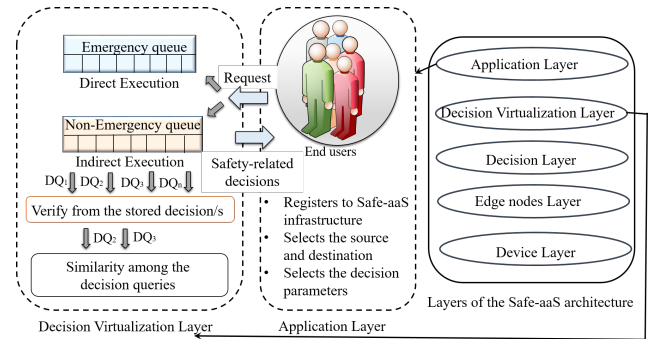 Emergency queue
Direct Execution
Non-Emergency queue
Indirect Execution
DQ1 DQ2 DQ3 DQn
Verify from the stored decision/s
DQ2 DQ3
Similarity among the
decision queries
Decision Virtualization Layer
Request
Safety-related
decisions
End users
• Registers to Safe-aaS
infrastructure
• Selects the source
and destination
• Selects the decision
parameters
Application Layer
Application Layer
Decision Virtualization Layer
Decision Layer
Edge nodes Layer
Device Layer
Layers of the Safe-aaS architecture